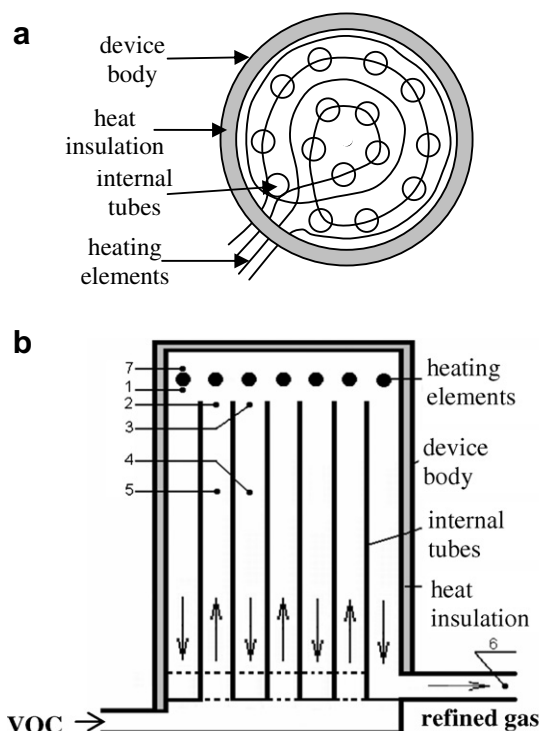 a
device
body
heat
insulation
internal
tubes
heating
elements
b
7
1
2
3
4
5
heating
elements
device
body
internal
tubes
heat
insulation
6
VOC
refined gas